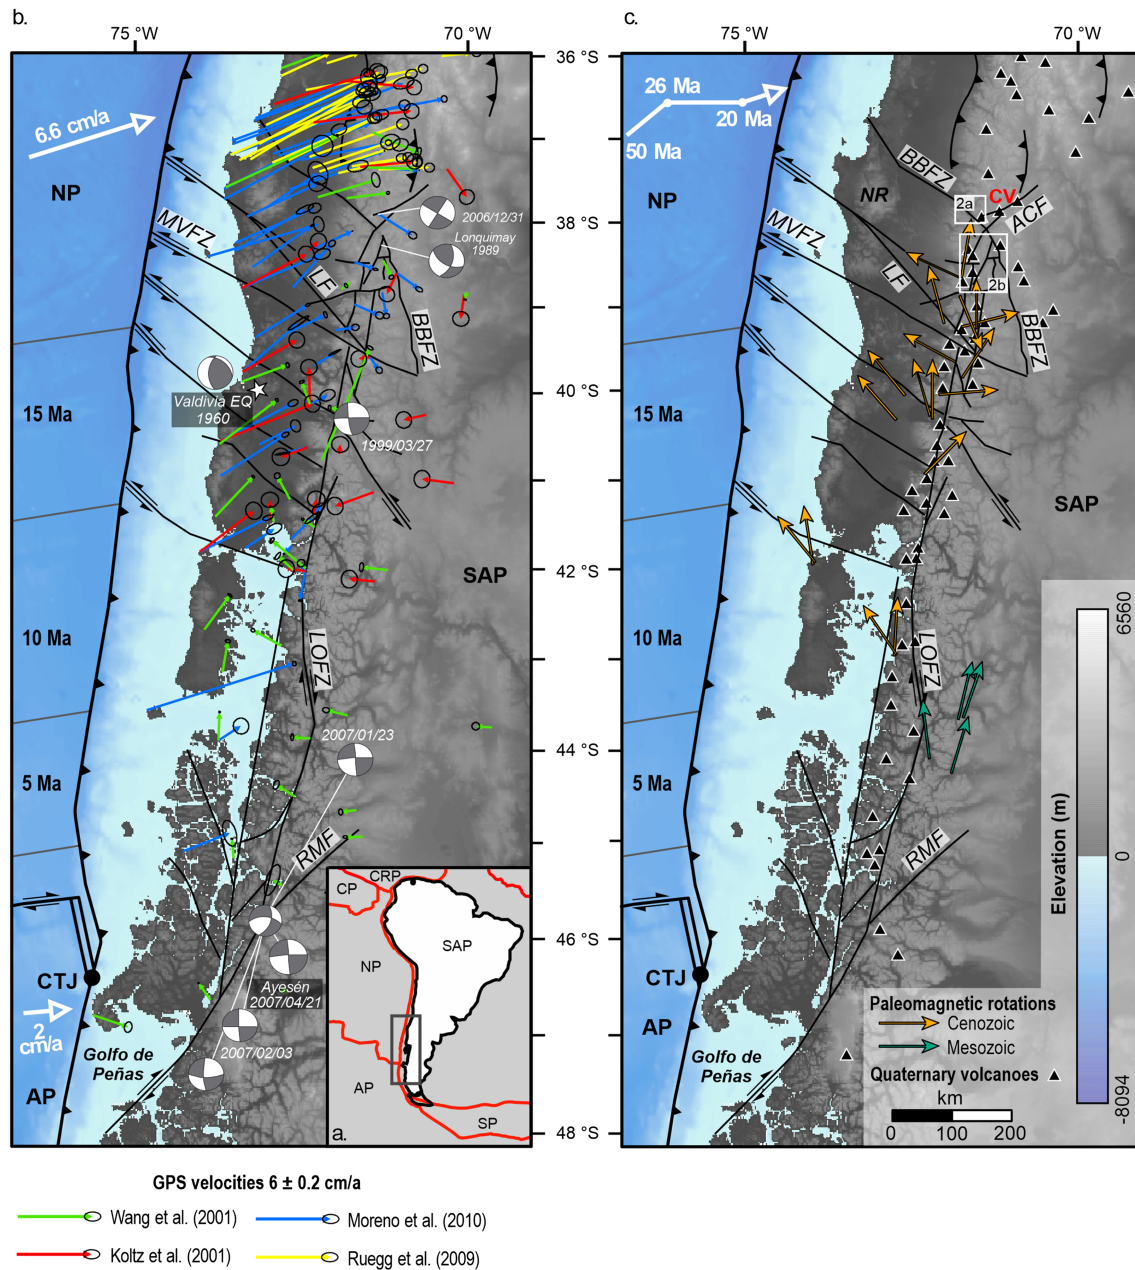 b.
75 °W
70 °W
36 °S
6.6 cm/a
NP
MVFZ
2006/12/31
38 °S
Lonquimay
1989
LF
BBFZ
Valdivia EQ
1960
40 °S
15 Ma
1999/03/27
SAP
42 °S
10 Ma
LOFZ
2007/01/23
44 °S
5 Ma
RMF
46 °S
CTJ
Ayesén
2007/04/21
2
cm/a
2007/02/03
Golfo de
Peñas
AP
48 °S
CP
CRP
SAP
NP
AP
SP
a.
c.
75 °W
70 °W
26 Ma
20 Ma
50 Ma
NP
BBFZ
NR
2a
CV
ACF
MVFZ
LF
2b
BBFZ
15 Ma
SAP
10 Ma
LOFZ
5 Ma
RMF
CTJ
AP
Golfo de
Peñas
6560
Elevation (m)
0
-8094
Paleomagnetic rotations
Cenozoic
Mesozoic
Quaternary volcanoes
km
0 100 200
GPS velocities 6 ± 0.2 cm/a
Wang et al. (2001)
Moreno et al. (2010)
Koltz et al. (2001)
Ruegg et al. (2009)